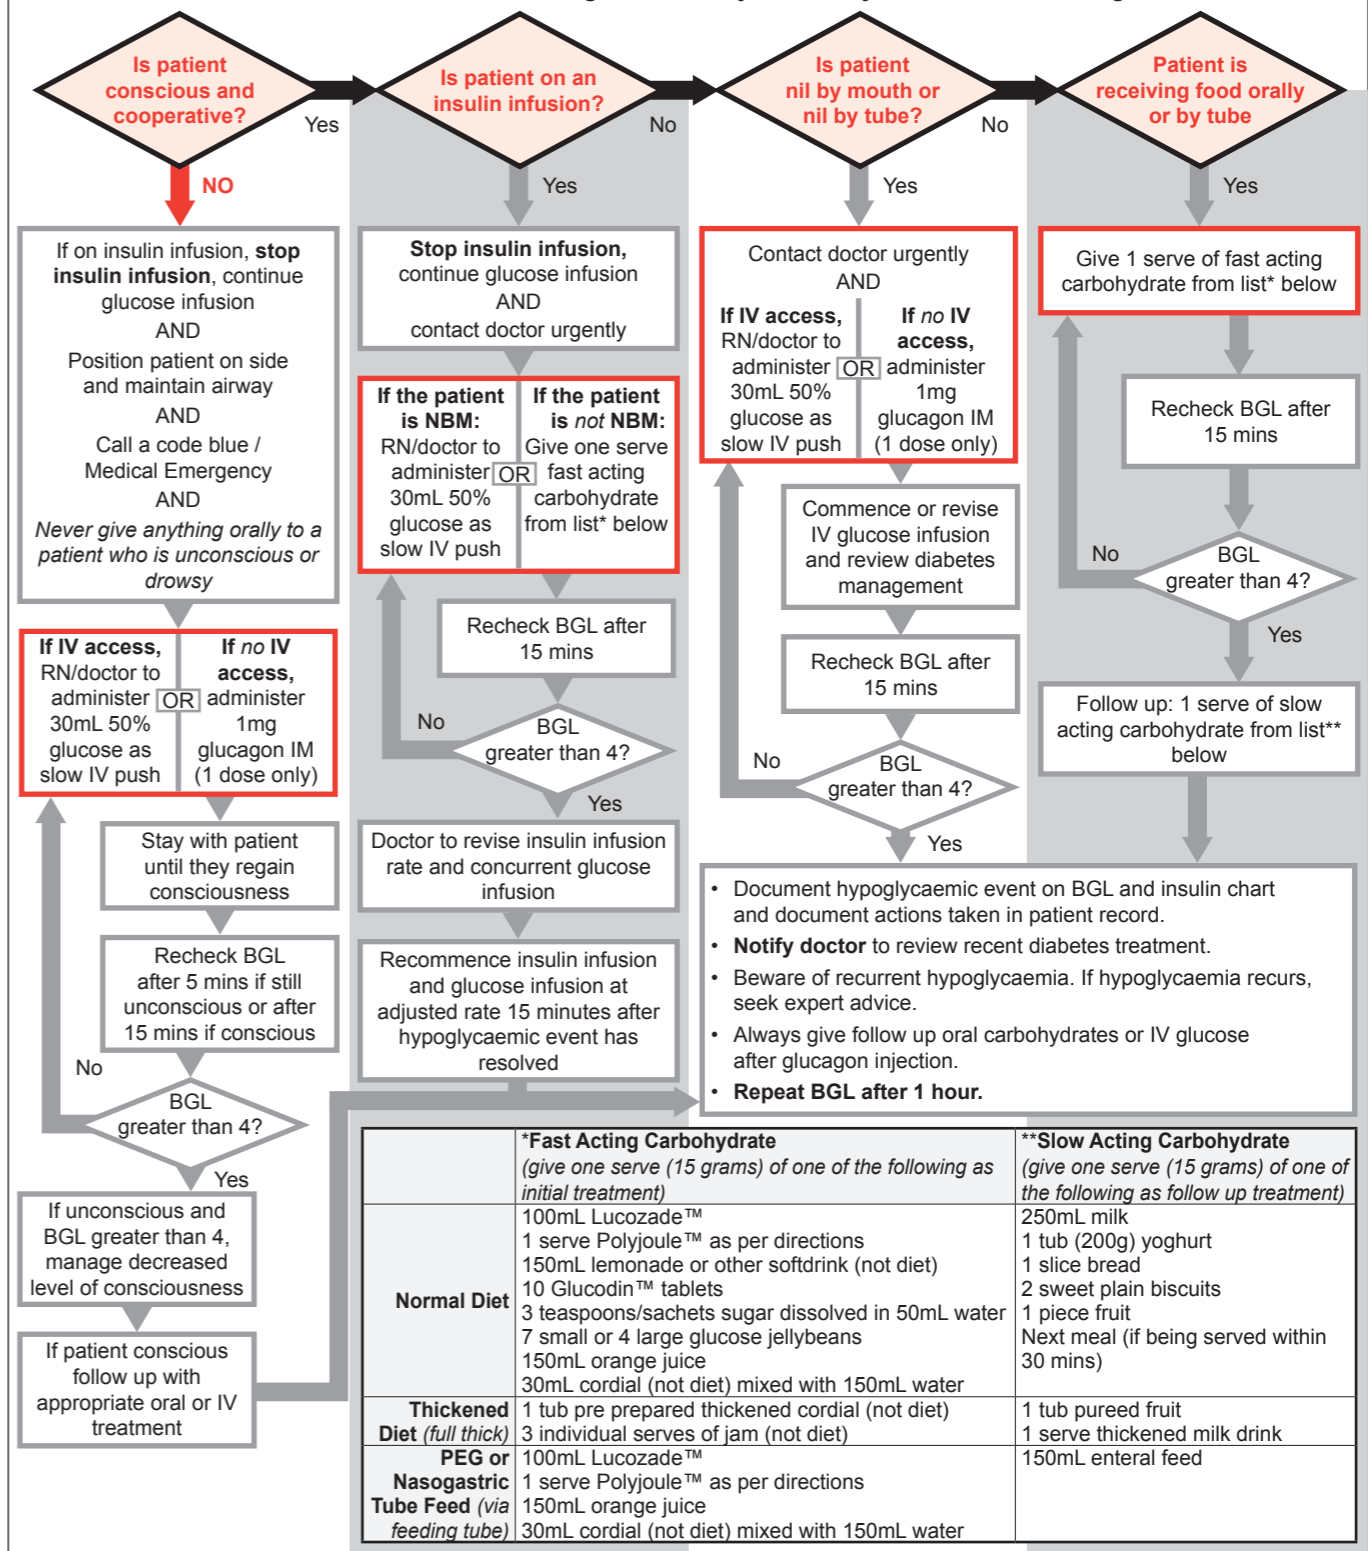 Is patient
conscious and
cooperative?
Yes
Is patient on an
insulin infusion?
No
Is patient
nil by mouth or
nil by tube?
No
Patient is
receiving food orally
or by tube
NO
If on insulin infusion, stop
insulin infusion, continue
glucose infusion
AND
Position patient on side
and maintain airway
AND
Call a code blue /
Medical Emergency
AND
Never give anything orally to a
patient who is unconscious or
drowsy
If IV access,
RN/doctor to
administer
30mL 50%
glucose as
slow IV push
OR
If no IV
access,
administer
1mg
glucagon IM
(1 dose only)
Stay with patient
until they regain
consciousness
Recheck BGL
after 5 mins if still
unconscious or after
15 mins if conscious
No
BGL
greater than 4?
Yes
If unconscious and
BGL greater than 4,
manage decreased
level of consciousness
If patient conscious
follow up with
appropriate oral or IV
treatment
Yes
Stop insulin infusion,
continue glucose infusion
AND
contact doctor urgently
If the patient
is NBM:
RN/doctor to
administer
30mL 50%
glucose as
slow IV push
OR
If the patient
is not NBM:
Give one serve
fast acting
carbohydrate
from list* below
Recheck BGL after
15 mins
No
BGL
greater than 4?
Yes
Doctor to revise insulin infusion
rate and concurrent glucose
infusion
Recommence insulin infusion
and glucose infusion at
adjusted rate 15 minutes after
hypoglycaemic event has
resolved
Yes
Contact doctor urgently
AND
If IV access,
RN/doctor to
administer
30mL 50%
glucose as
slow IV push
OR
If no IV
access,
administer
1mg
glucagon IM
(1 dose only)
Commence or revise
IV glucose infusion
and review diabetes
management
Recheck BGL after
15 mins
No
BGL
greater than 4?
Yes
Yes
Give 1 serve of fast acting
carbohydrate from list* below
Recheck BGL after
15 mins
No
BGL
greater than 4?
Yes
Follow up: 1 serve of slow
acting carbohydrate from list**
below
• Document hypoglycaemic event on BGL and insulin chart
and document actions taken in patient record.
• Notify doctor to review recent diabetes treatment.
• Beware of recurrent hypoglycaemia. If hypoglycaemia recurs,
seek expert advice.
• Always give follow up oral carbohydrates or IV glucose
after glucagon injection.
• Repeat BGL after 1 hour.
*Fast Acting Carbohydrate
(give one serve (15 grams) of one of the following as
initial treatment)
**Slow Acting Carbohydrate
(give one serve (15 grams) of one of
the following as follow up treatment)
Normal Diet
100mL Lucozade™
1 serve Polyjoule™ as per directions
150mL lemonade or other softdrink (not diet)
10 Glucodin™ tablets
3 teaspoons/sachets sugar dissolved in 50mL water
7 small or 4 large glucose jellybeans
150mL orange juice
30mL cordial (not diet) mixed with 150mL water
250mL milk
1 tub (200g) yoghurt
1 slice bread
2 sweet plain biscuits
1 piece fruit
Next meal (if being served within
30 mins)
Thickened
Diet (full thick)
1 tub pre prepared thickened cordial (not diet)
3 individual serves of jam (not diet)
1 tub pureed fruit
1 serve thickened milk drink
PEG or
Nasogastric
Tube Feed (via
feeding tube)
100mL Lucozade™
1 serve Polyjoule™ as per directions
150mL orange juice
30mL cordial (not diet) mixed with 150mL water
150mL enteral feed